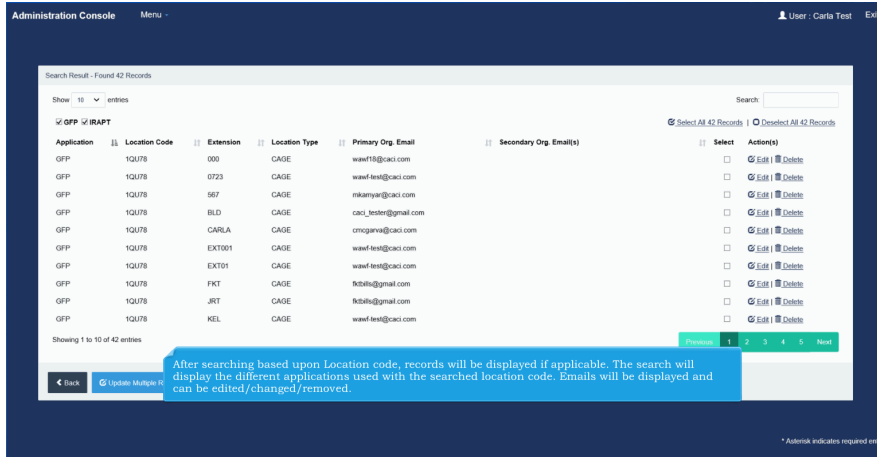 Administration Console Menu User : Carla Test Exi
Search Result - Found 42 Records
Show 10 entries Search:
GFP IRAPT Select All 42 Records | Deselect All 42 Records
Application Location Code Extension Location Type Primary Org. Email Secondary Org. Email(s) Select Action(s)
GFP 1QU78 000 CAGE wawf18@caci.com Edit | Delete
GFP 1QU78 0723 CAGE wawf-test@caci.com Edit | Delete
GFP 1QU78 567 CAGE mkamyar@caci.com Edit | Delete
GFP 1QU78 BLD CAGE caci_tester@gmail.com Edit | Delete
GFP 1QU78 CARLA CAGE cmcgarva@caci.com Edit | Delete
GFP 1QU78 EXT001 CAGE wawf-test@caci.com Edit | Delete
GFP 1QU78 EXT01 CAGE wawf-test@caci.com Edit | Delete
GFP 1QU78 FKT CAGE fktbills@gmail.com Edit | Delete
GFP 1QU78 JRT CAGE fktbills@gmail.com Edit | Delete
GFP 1QU78 KEL CAGE wawf-test@caci.com Edit | Delete
Showing 1 to 10 of 42 entries Previous 1 2 3 4 5 Next
Back Update Multiple R
After searching based upon Location code, records will be displayed if applicable. The search will
display the different applications used with the searched location code. Emails will be displayed and
can be edited/changed/removed.
* Asterisk indicates required en